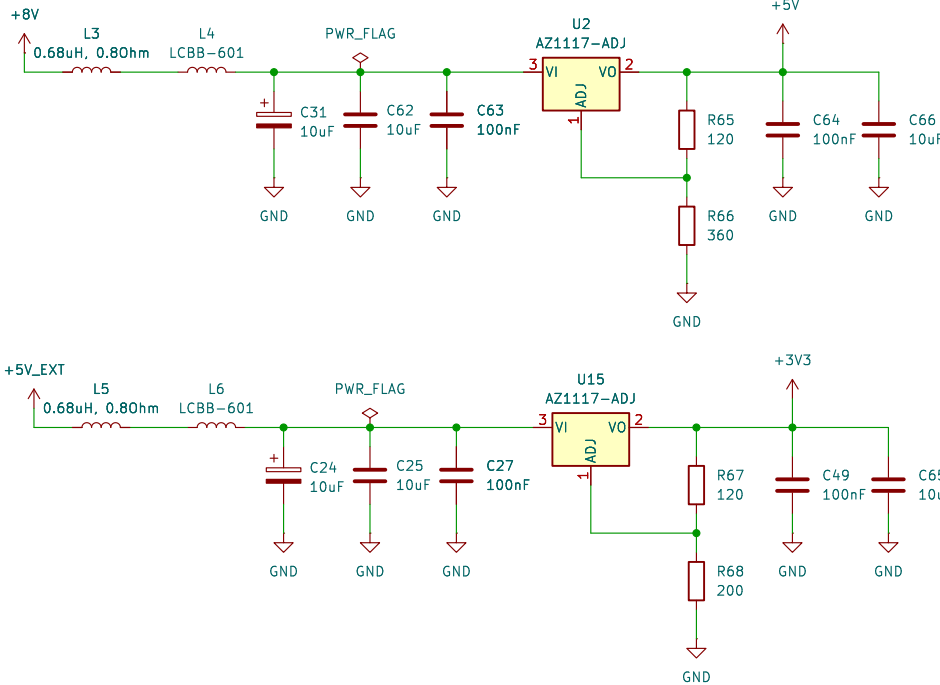 +8V
L3
0.68uH, 0.8Ohm
L4
LCBB-601
PWR_FLAG
U2
AZ1117-ADJ
+5V
3
VI
VO
2
ADJ
1
C31
10uF
C62
10uF
C63
100nF
R65
120
C64
100nF
C66
10uF
GND
GND
GND
GND
GND
R66
360
GND
+5V_EXT
L5
0.68uH, 0.8Ohm
L6
LCBB-601
PWR_FLAG
U15
AZ1117-ADJ
+3V3
3
VI
VO
2
ADJ
1
C24
10uF
C25
10uF
C27
100nF
R67
120
C49
100nF
C65
10u
GND
GND
GND
GND
GND
R68
200
GND